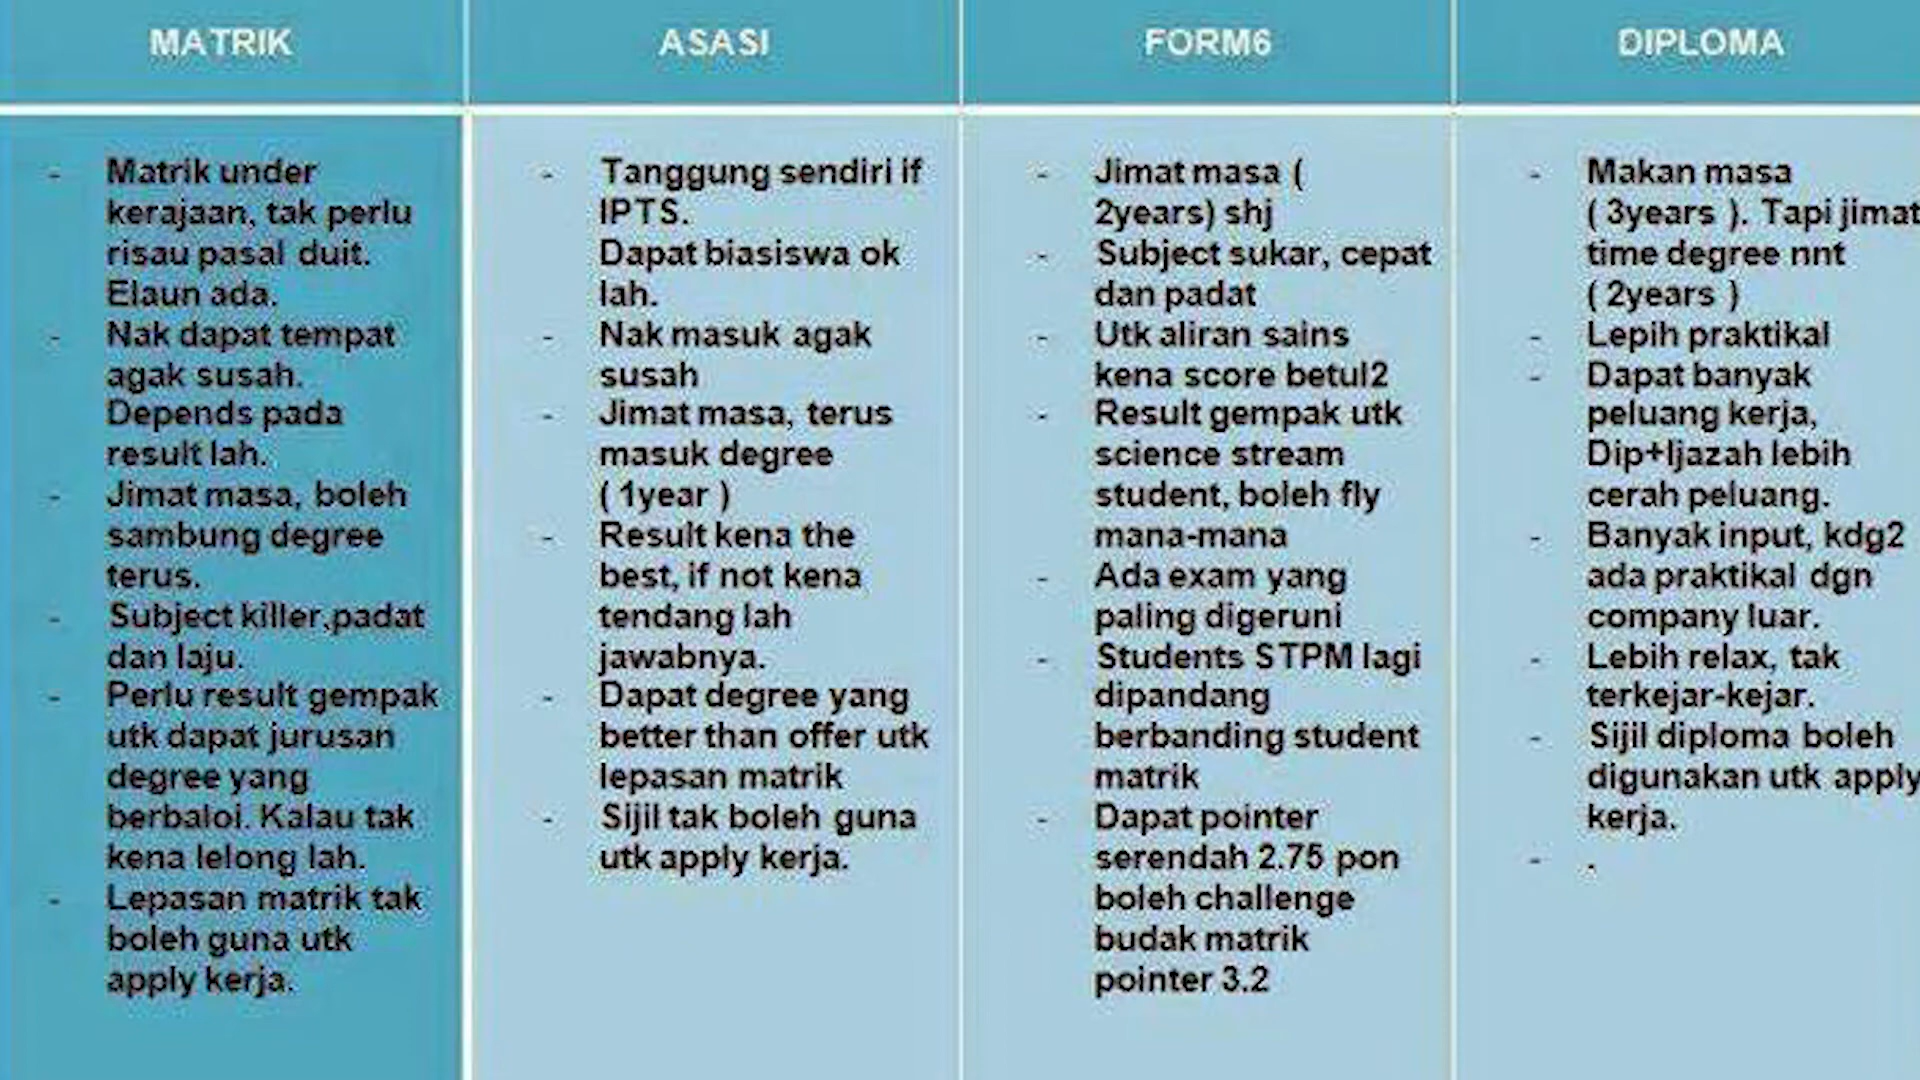 MATRIK
ASASI
FORM6
DIPLOMA
- Matrik under
kerajaan, tak perlu
risau pasal duit.
Elaun ada.
- Nak dapat tempat
agak susah.
Depends pada
result lah.
- Jimat masa, boleh
sambung degree
terus.
- Subject killer,padat
dan laju.
- Perlu result gempak
utk dapat jurusan
degree yang
berbaloi. Kalau tak
kena lelong lah.
- Lepasan matrik tak
boleh guna utk
apply kerja.
- Tanggung sendiri if
IPTS.
Dapat biasiswa ok
lah.
- Nak masuk agak
susah
- Jimat masa, terus
masuk degree
( 1year )
- Result kena the
best, if not kena
tendang lah
jawabnya.
- Dapat degree yang
better than offer utk
lepasan matrik
- Sijil tak boleh guna
utk apply kerja.
- Jimat masa (
2years) shj
- Subject sukar, cepat
dan padat
- Utk aliran sains
kena score betul2
- Result gempak utk
science stream
student, boleh fly
mana-mana
- Ada exam yang
paling digeruni
- Students STPM lagi
dipandang
berbanding student
matrik
- Dapat pointer
serendah 2.75 pon
boleh challenge
budak matrik
pointer 3.2
- Makan masa
( 3years ). Tapi jimat
time degree nnt
( 2years )
- Lepih praktikal
- Dapat banyak
peluang kerja,
Dip+Ijazah lebih
cerah peluang.
- Banyak input, kdg2
ada praktikal dgn
company luar.
- Lebih relax, tak
terkejar-kejar.
- Sijil diploma boleh
digunakan utk apply
kerja.
- .